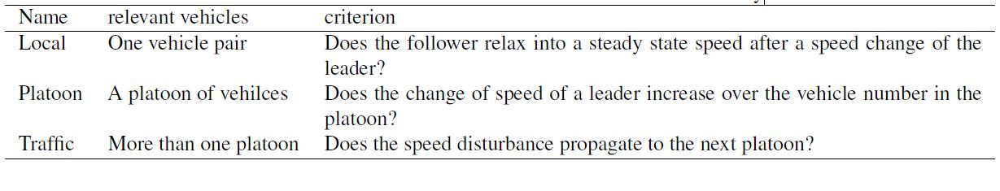 Name relevant vehicles criterion
Local One vehicle pair Does the follower relax into a steady state speed after a speed change of the
leader?
Platoon A platoon of vehilces Does the change of speed of a leader increase over the vehicle number in the
platoon?
Traffic More than one platoon Does the speed disturbance propagate to the next platoon?